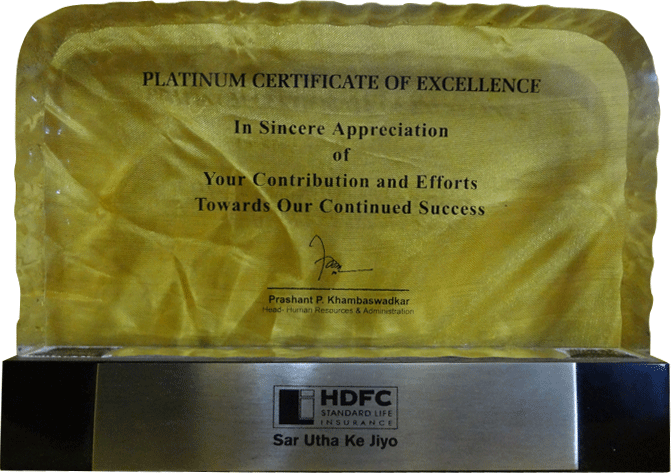 PLATINUM CERTIFICATE OF EXCELLENCE
In Sincere Appreciation
of
Your Contribution and Efforts
Towards Our Continued Success
Prashant P. Khambaswadkar
Head- Human Resources & Administration
HDFC
STANDARD LIFE
INSURANCE
Sar Utha Ke Jiyo